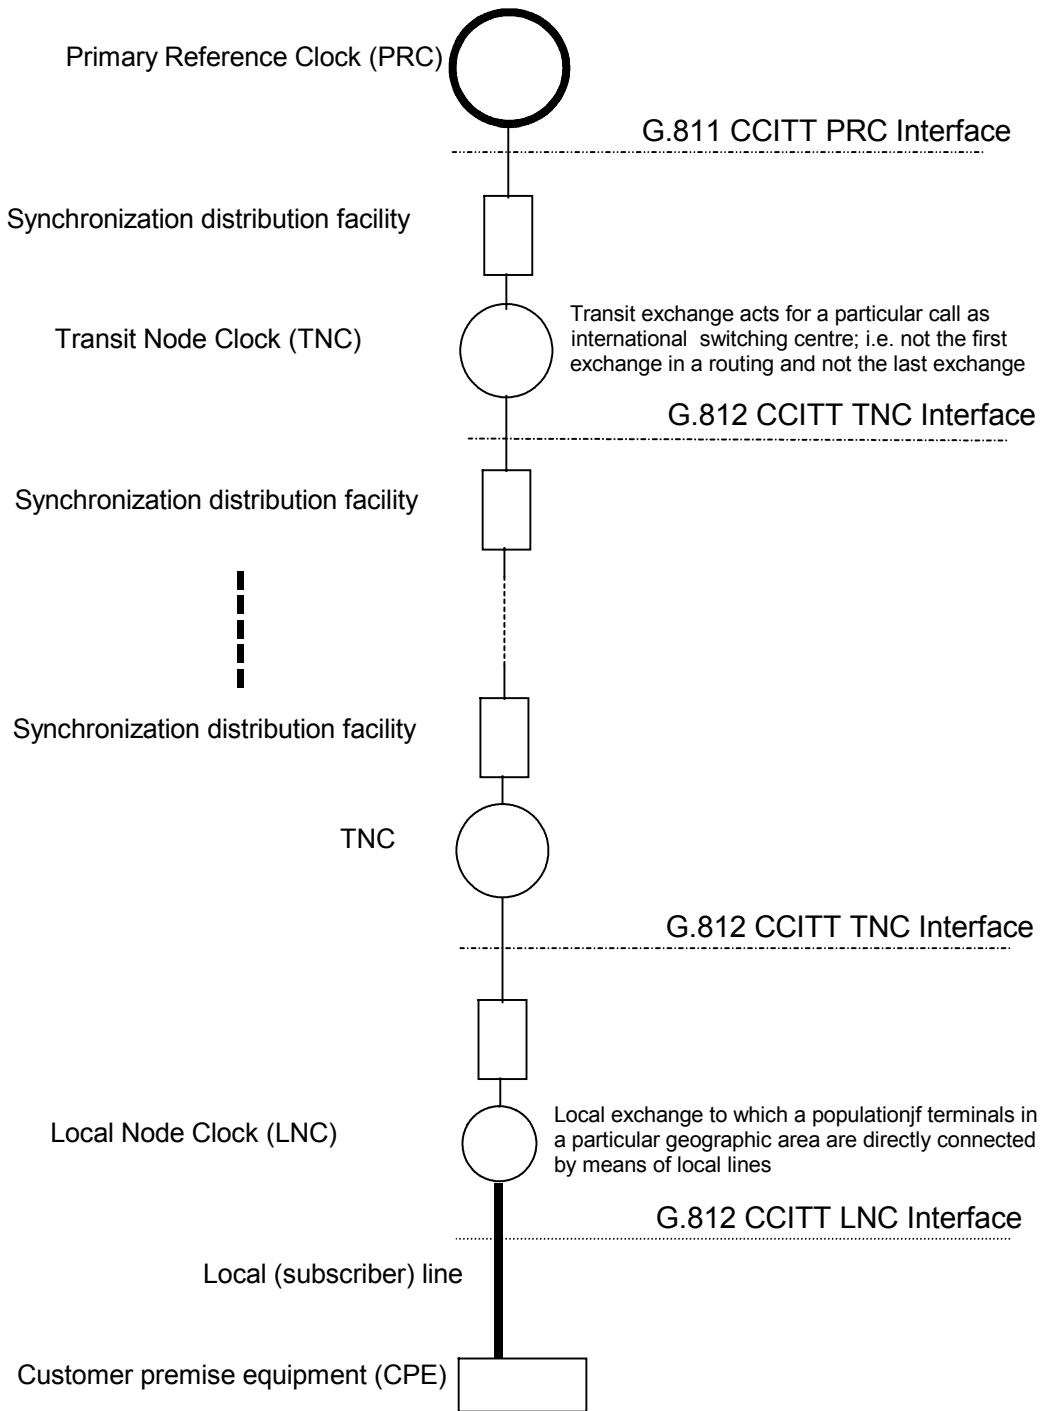 Primary Reference Clock (PRC)
G.811 CCITT PRC Interface
Synchronization distribution facility
Transit Node Clock (TNC)
Transit exchange acts for a particular call as
international switching centre; i.e. not the first
exchange in a routing and not the last exchange
G.812 CCITT TNC Interface
Synchronization distribution facility
Synchronization distribution facility
TNC
G.812 CCITT TNC Interface
Local Node Clock (LNC)
Local exchange to which a populationjf terminals in
a particular geographic area are directly connected
by means of local lines
G.812 CCITT LNC Interface
Local (subscriber) line
Customer premise equipment (CPE)